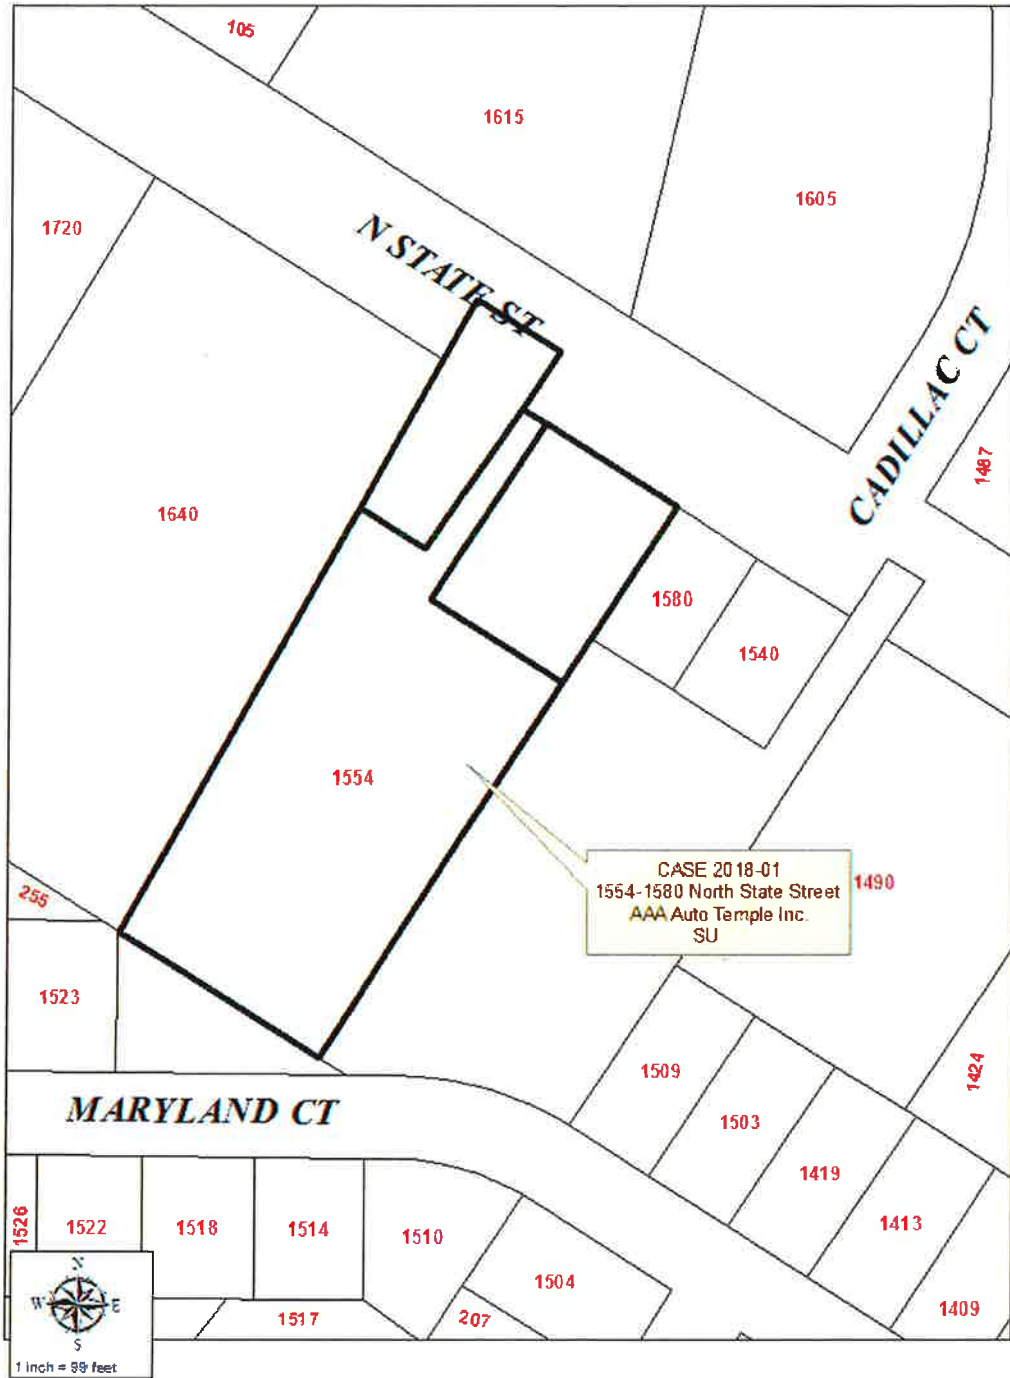 105
1615
1605
1720
N STATE ST
CADILLAC CT
1487
1640
1580
1540
1554
CASE 2018-01
1554-1580 North State Street
AAA Auto Temple Inc.
SU
1490
255
1523
1509
1503
1424
1419
1413
1409
MARYLAND CT
1526
1522
1518
1514
1510
1504
1517
207
N
W E
S
1 inch = 99 feet